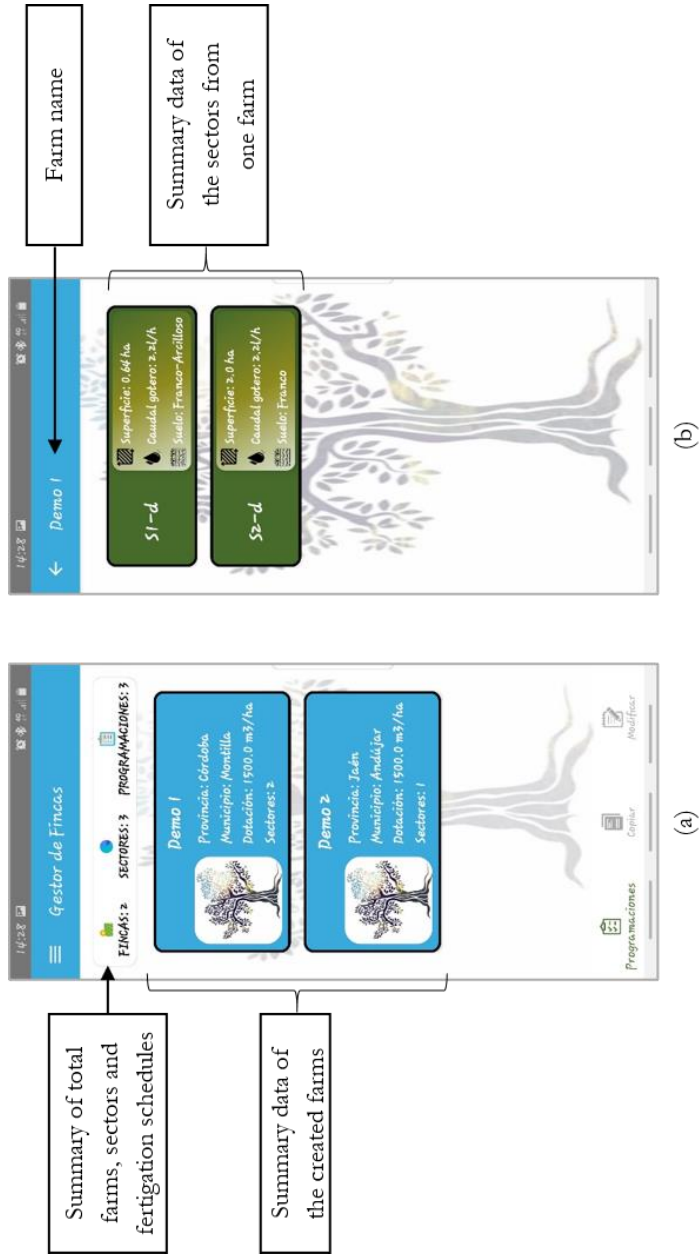 Summary of total
farms, sectors and
fertigation schedules
Summary data of
the created farms
14:28
Gestor de Fincas
FINCAS: 2
SECTORES: 3
PROGRAMACIONES: 3
Demo 1
Provincia: Córdoba
Municipio: Montilla
Dotación: 1500.0 m3/ha
Sectores: 2
Demo 2
Provincia: Jaén
Municipio: Andújar
Dotación: 1500.0 m3/ha
Sectores: 1
Programaciones
Copiar
Modificar
(a)
14:28
Demo 1
S1-d
Superficie: 0.64 ha
Caudal gotero: 2.2l/h
Suelo: Franco-Arcilloso
S2-d
Superficie: 2.0 ha
Caudal gotero: 2.2l/h
Suelo: Franco
(b)
Farm name
Summary data of
the sectors from
one farm